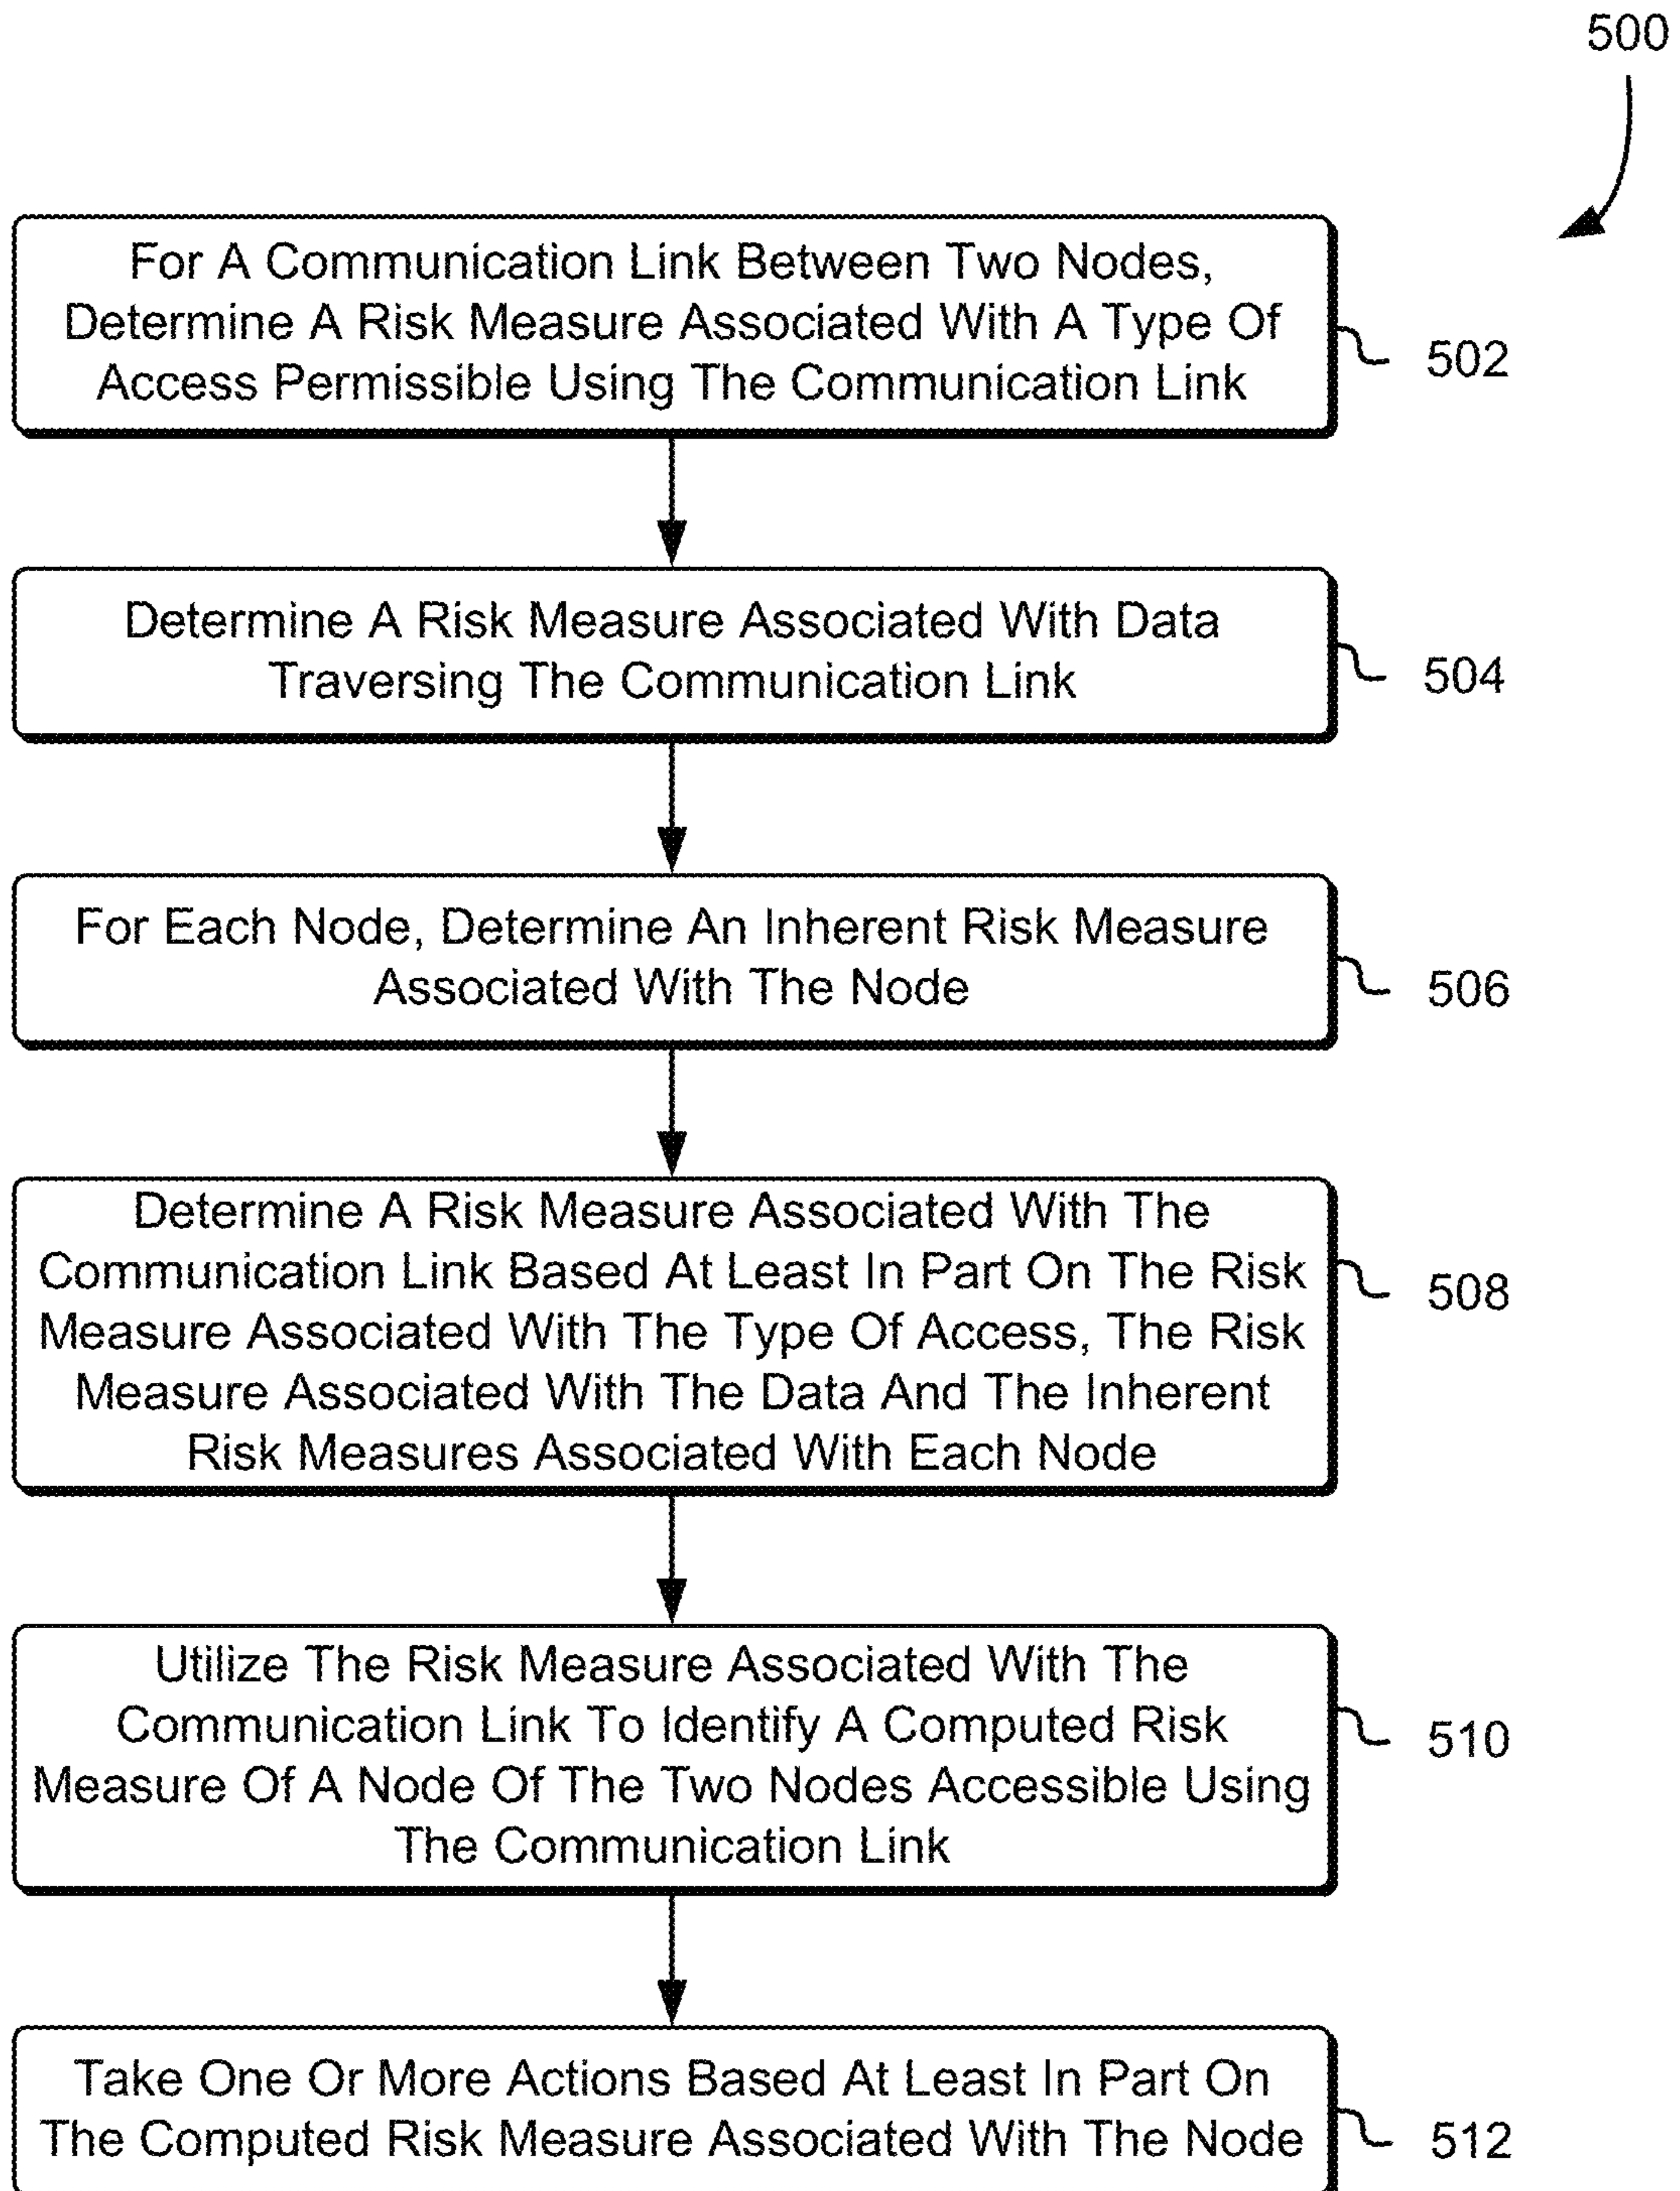 500
For A Communication Link Between Two Nodes,
Determine A Risk Measure Associated With A Type Of
Access Permissible Using The Communication Link
502
Determine A Risk Measure Associated With Data
Traversing The Communication Link
504
For Each Node, Determine An Inherent Risk Measure
Associated With The Node
506
Determine A Risk Measure Associated With The
Communication Link Based At Least In Part On The Risk
Measure Associated With The Type Of Access, The Risk
Measure Associated With The Data And The Inherent
Risk Measures Associated With Each Node
508
Utilize The Risk Measure Associated With The
Communication Link To Identify A Computed Risk
Measure Of A Node Of The Two Nodes Accessible Using
The Communication Link
510
Take One Or More Actions Based At Least In Part On
The Computed Risk Measure Associated With The Node
512